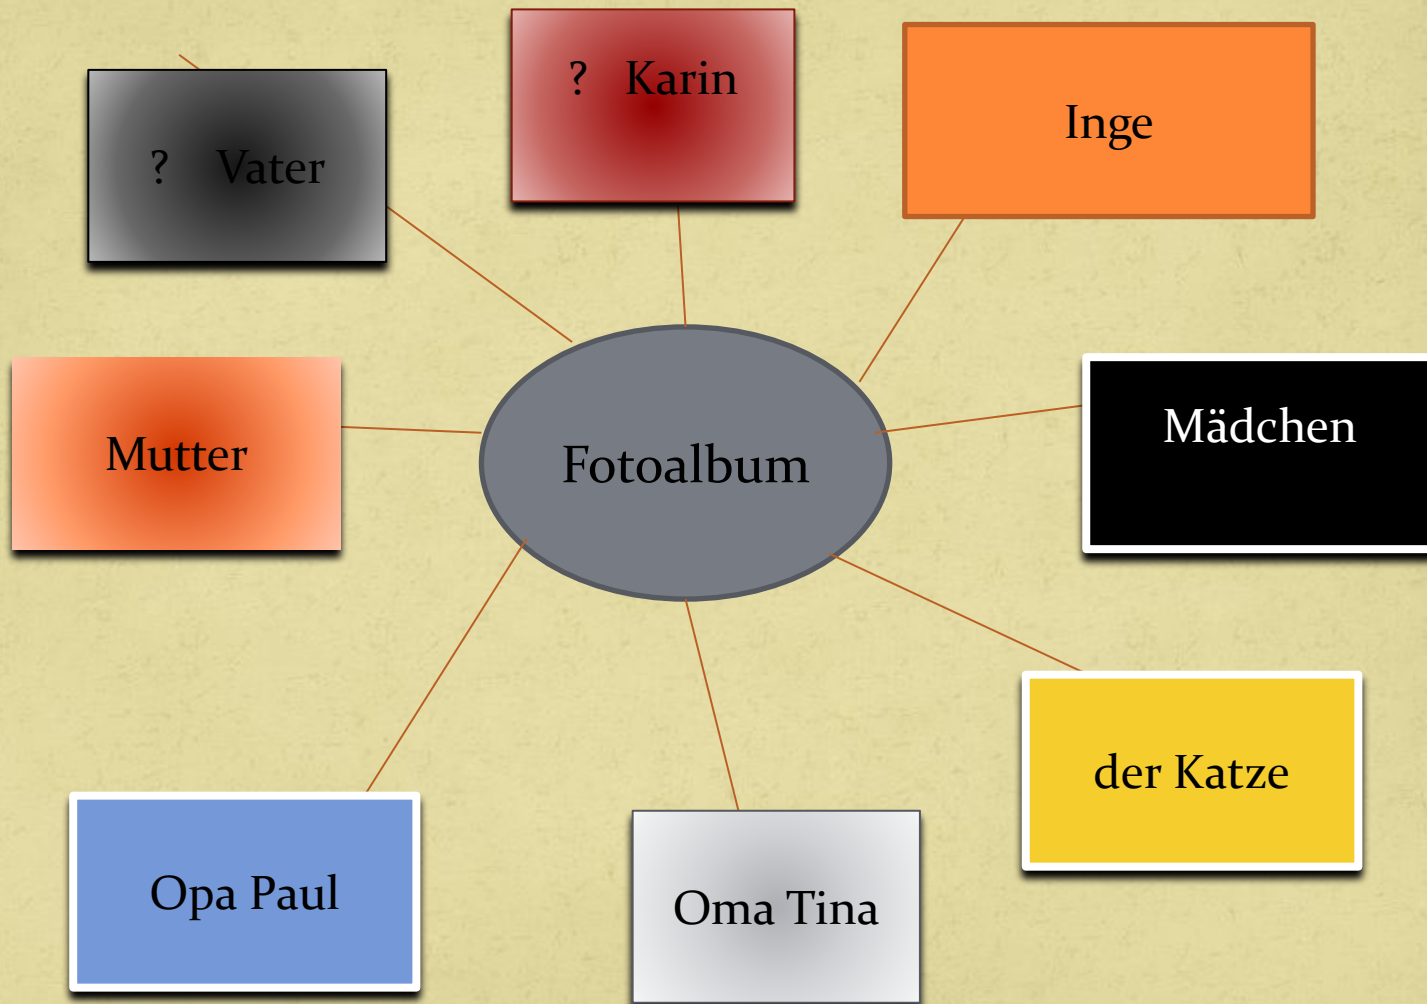 ? Karin
Inge
? Vater
Mädchen
Mutter
Fotoalbum
der Katze
Opa Paul
Oma Tina